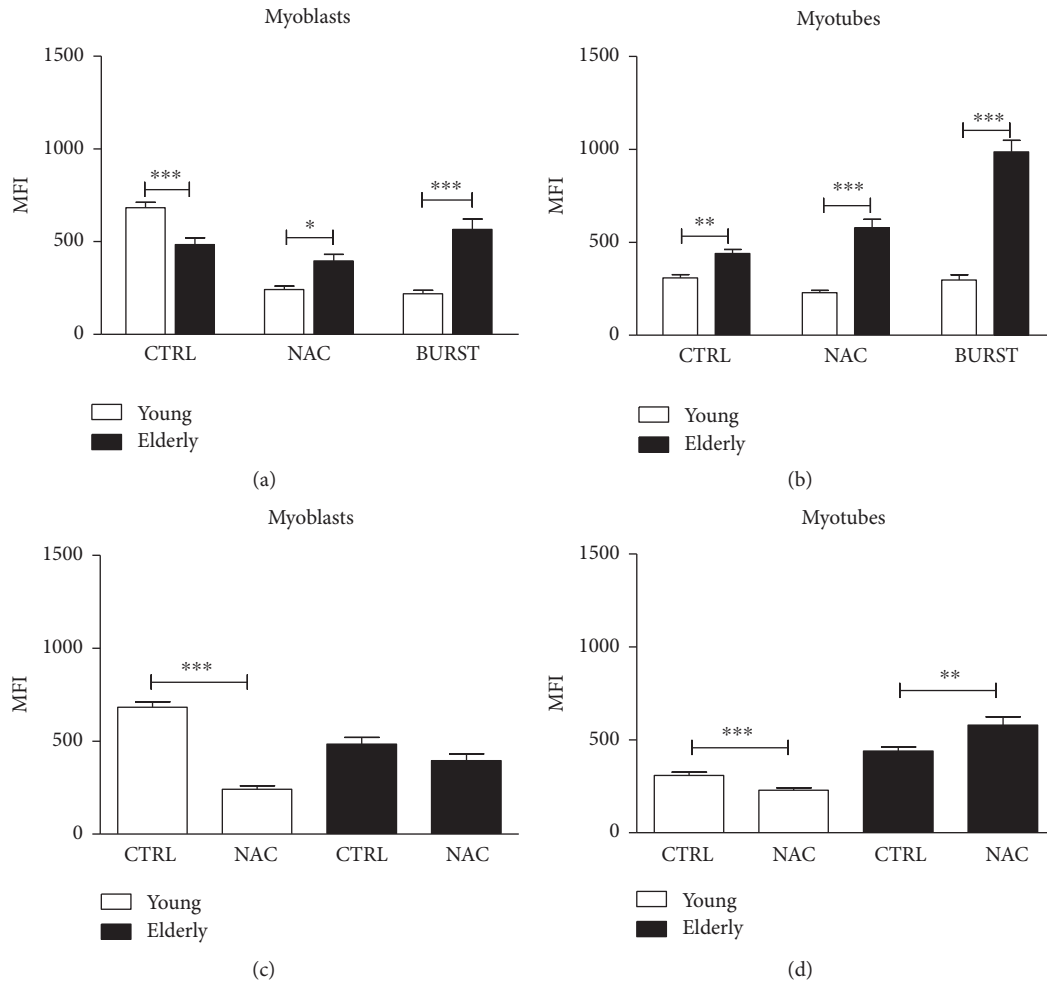 Myoblasts
1500
1000
500
0
MFI
***
*
***
CTRL
NAC
BURST
Young
Elderly
(a)
Myotubes
1500
1000
500
0
MFI
**
***
***
CTRL
NAC
BURST
Young
Elderly
(b)
Myoblasts
1500
1000
500
0
MFI
***
CTRL
NAC
CTRL
NAC
Young
Elderly
(c)
Myotubes
1500
1000
500
0
MFI
***
**
CTRL
NAC
CTRL
NAC
Young
Elderly
(d)